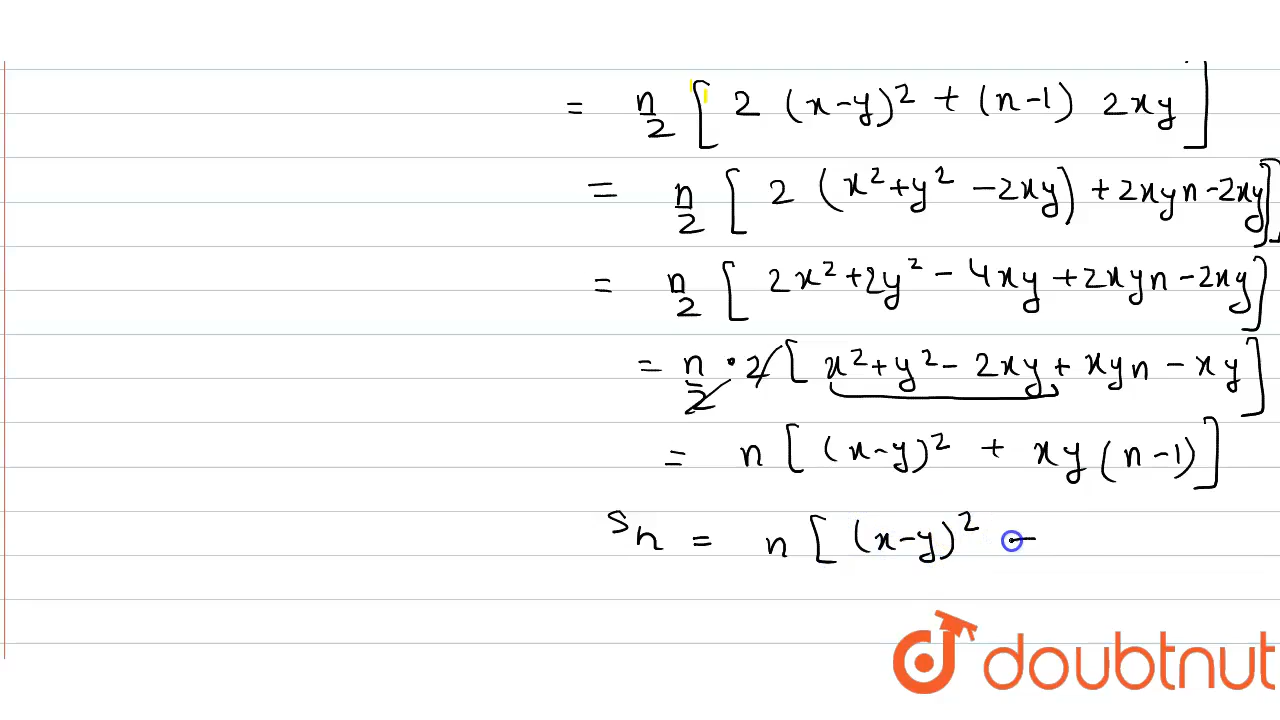 = n/2 [ 2 (x-y)² + (n-1) 2xy ]
= n/2 [ 2 (x²+y² -2xy) + 2xyn - 2xy ]
= n/2 [ 2x²+2y² - 4xy + 2xyn - 2xy ]
= n/2 · 2 [ x²+y² - 2xy + xyn - xy ]
= n [ (x-y)² + xy (n-1) ]
Sn = n [ (x-y)² -
doubtnut